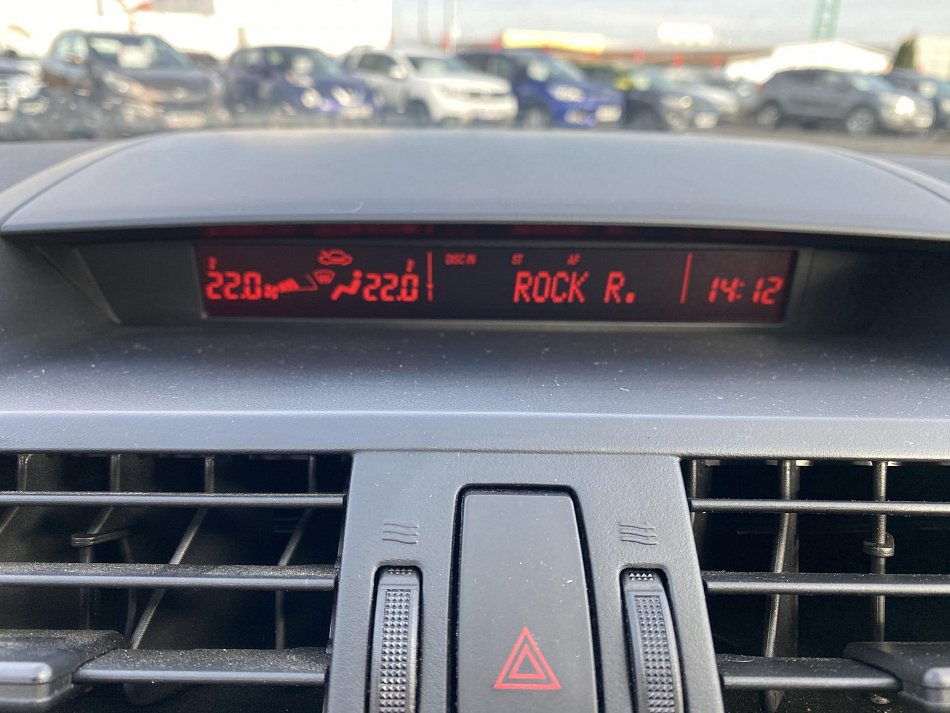 DISC IN ST AF
22.0 22.0 ROCK R. 14:12